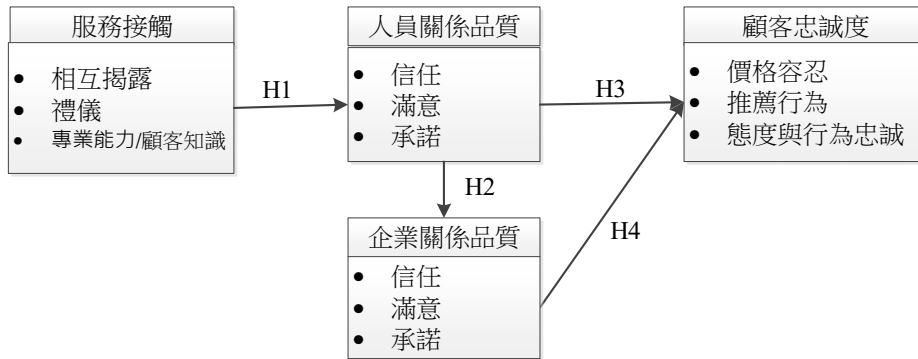 服務接觸
• 相互揭露
• 禮儀
• 專業能力/顧客知識
H1
人員關係品質
• 信任
• 滿意
• 承諾
H3
顧客忠誠度
• 價格容忍
• 推薦行為
• 態度與行為忠誠
H2
企業關係品質
• 信任
• 滿意
• 承諾
H4